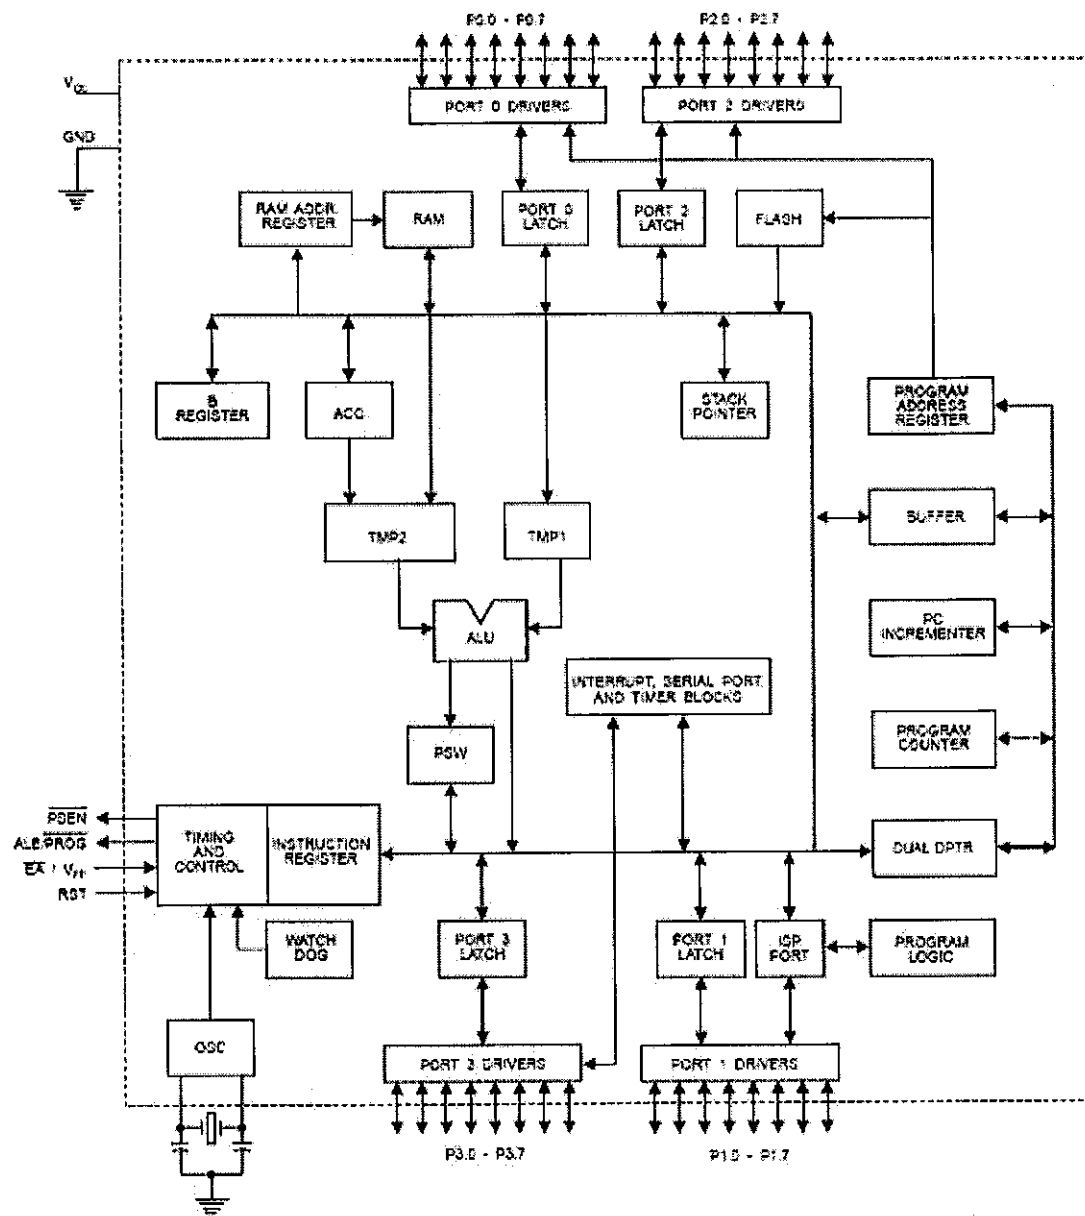 P0.0 - P0.7
P2.0 - P2.7
VCC
PORT 0 DRIVERS
PORT 2 DRIVERS
GND
RAM ADDR.
REGISTER
RAM
PORT 0
LATCH
PORT 2
LATCH
FLASH
B
REGISTER
ACC
STACK
POINTER
PROGRAM
ADDRESS
REGISTER
TMP2
TMP1
BUFFER
ALU
PC
INCREMENTER
INTERRUPT, SERIAL PORT,
AND TIMER BLOCKS
PSW
PROGRAM
COUNTER
PSEN
ALE/PROG
EA / VPP
RST
TIMING
AND
CONTROL
INSTRUCTION
REGISTER
DUAL DPTR
WATCH
DOG
PORT 3
LATCH
PORT 1
LATCH
ISP
PORT
PROGRAM
LOGIC
OSC
PORT 3 DRIVERS
PORT 1 DRIVERS
P3.0 - P3.7
P1.0 - P1.7